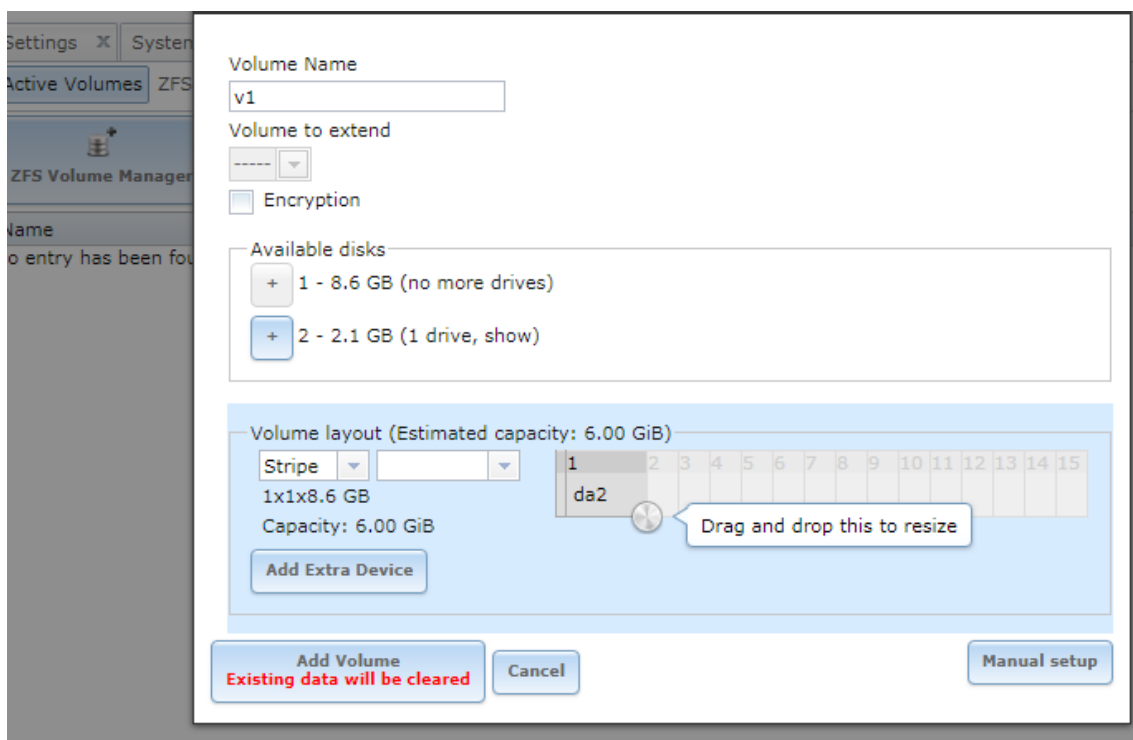 Settings X System
Active Volumes ZFS
ZFS Volume Manager
Name
o entry has been fou
Volume Name
v1
Volume to extend
-----
Encryption
Available disks
+ 1 - 8.6 GB (no more drives)
+ 2 - 2.1 GB (1 drive, show)
Volume layout (Estimated capacity: 6.00 GiB)
Stripe
1 2 3 4 5 6 7 8 9 10 11 12 13 14 15
1x1x8.6 GB
da2
Capacity: 6.00 GiB
Drag and drop this to resize
Add Extra Device
Add Volume
Existing data will be cleared
Cancel
Manual setup